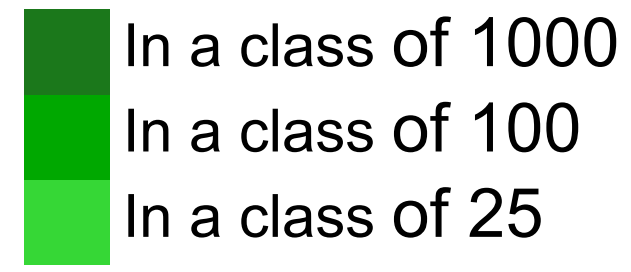 In a class of 1000
In a class of 100
In a class of 25